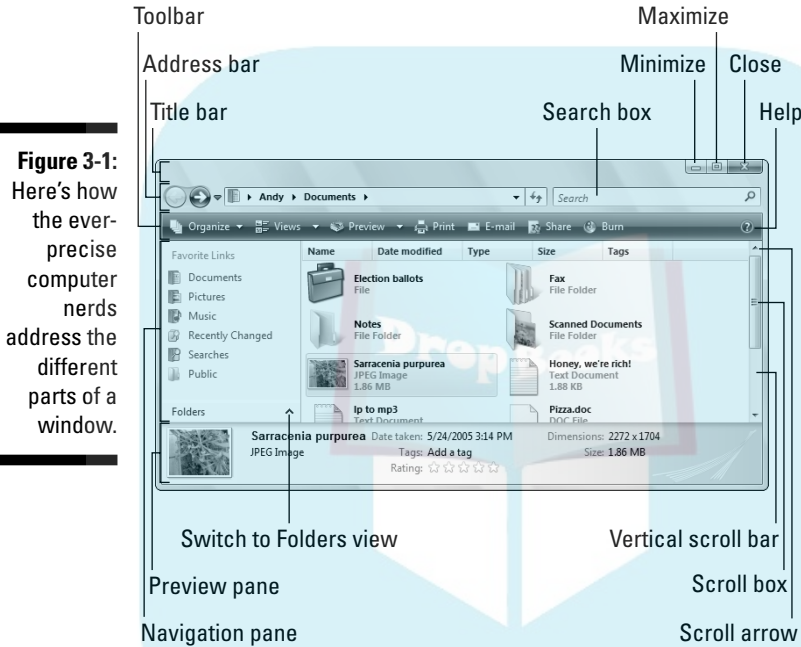 Toolbar
Maximize
Address bar
Minimize Close
Title bar
Search box
Help
Figure 3-1:
Here's how
the ever-
precise
computer
nerds
address the
different
parts of a
window.
Andy Documents
Search
Organize Views Preview Print E-mail Share Burn
Favorite Links
Documents
Pictures
Music
Recently Changed
Searches
Public
Folders
Name Date modified Type Size Tags
Election ballots
File
Fax
File Folder
Notes
File Folder
Scanned Documents
File Folder
Sarracenia purpurea
JPEG Image
1.86 MB
Honey, we're rich!
Text Document
1.88 KB
lp to mp3
Text Document
Pizza.doc
DOC File
DropBooks
Sarracenia purpurea Date taken: 5/24/2005 3:14 PM Dimensions: 2272 x 1704
JPEG Image Tags: Add a tag Size: 1.86 MB
Rating:
Switch to Folders view
Vertical scroll bar
Preview pane
Scroll box
Navigation pane
Scroll arrow